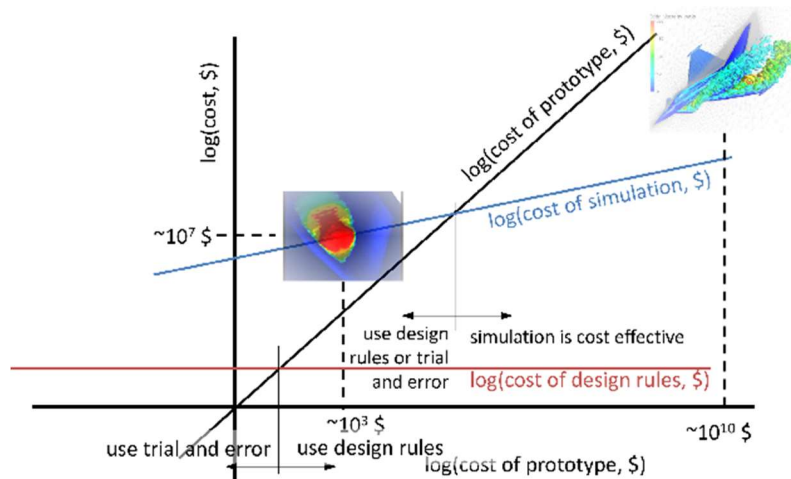 log(cost, $)
log(cost of prototype, $)
log(cost of simulation, $)
~10⁷ $
use design
rules or trial
and error
simulation is cost effective
log(cost of design rules, $)
~10³ $
~10¹⁰ $
use trial and error
use design rules
log(cost of prototype, $)